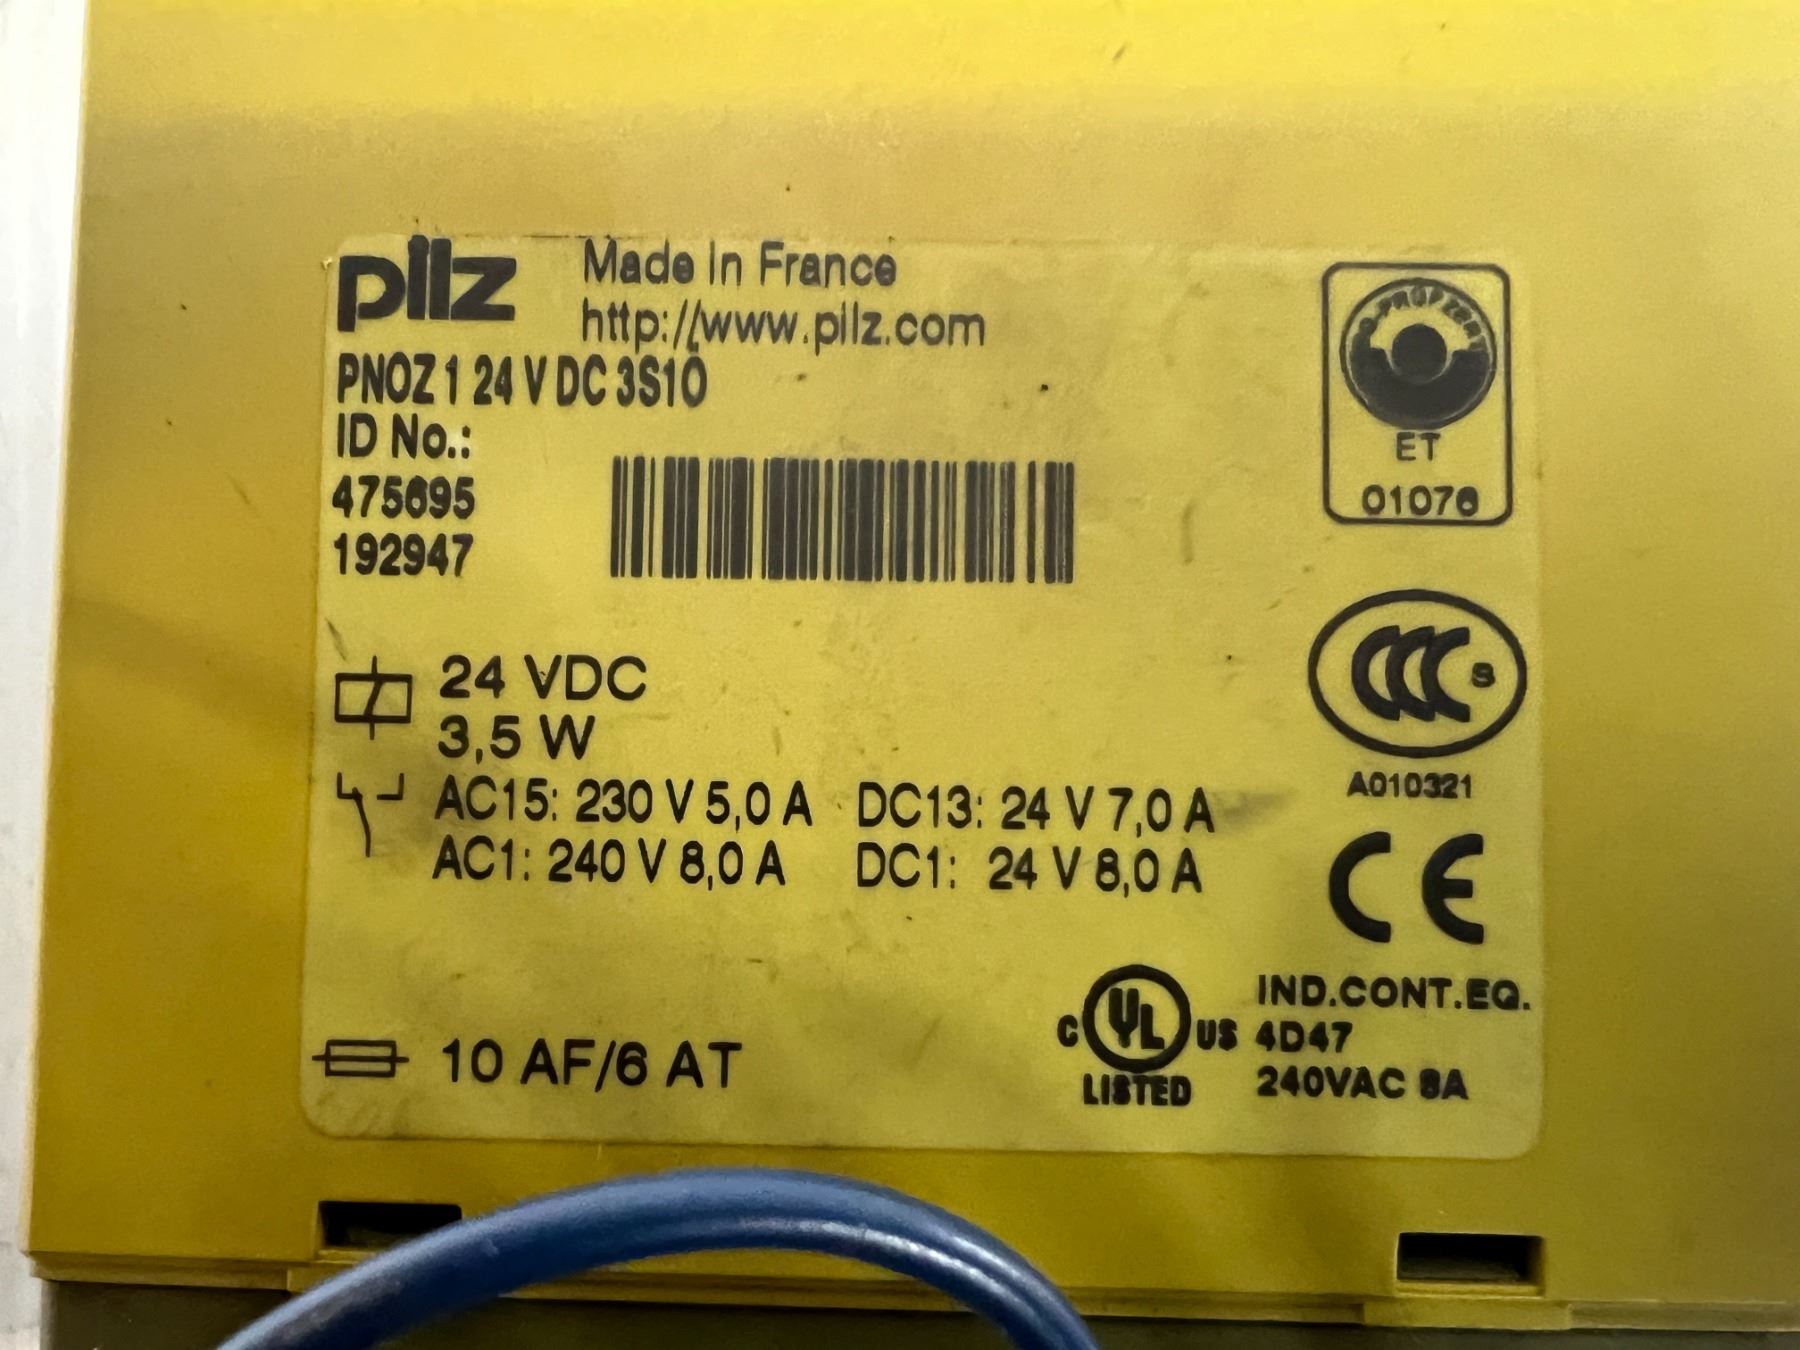 pilz
Made in France
http://www.pilz.com
PNOZ 1 24 V DC 3S1O
ID No.:
475695
192947
24 VDC
3,5 W
AC15: 230 V 5,0 A DC13: 24 V 7,0 A
AC1: 240 V 8,0 A DC1: 24 V 8,0 A
10 AF/6 AT
ET
01076
CCC S
A010321
CE
C UL US
LISTED
IND.CONT.EQ.
4D47
240VAC 8A